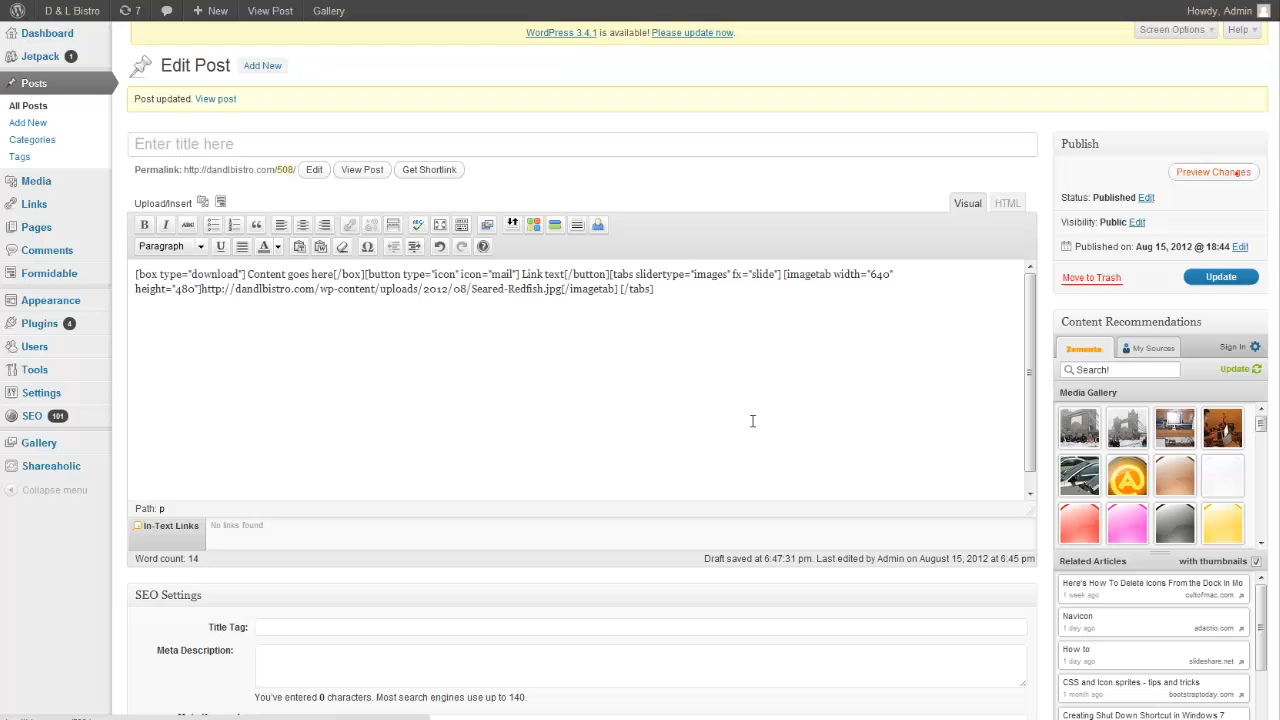 D & L Bistro 7 New View Post Gallery Howdy, Admin
WordPress 3.4.1 is available! Please update now.
Screen Options Help
Dashboard
Jetpack 1
Posts
All Posts
Add New
Categories
Tags
Media
Links
Pages
Comments
Formidable
Appearance
Plugins 4
Users
Tools
Settings
SEO 101
Gallery
Shareaholic
Collapse menu
Edit Post Add New
Post updated. View post
Enter title here
Permalink: http://dandlbistro.com/508/ Edit View Post Get Shortlink
Upload/Insert Visual HTML
B I ABC
Paragraph U A
[box type="download"] Content goes here[/box][button type="icon" icon="mail"] Link text[/button][tabs slidertype="images" fx="slide"] [imagetab width="640"
height="480"]http://dandlbistro.com/wp-content/uploads/2012/08/Seared-Redfish.jpg[/imagetab] [/tabs]
Path: p
In-Text Links No links found
Word count: 14 Draft saved at 6:47:31 pm. Last edited by Admin on August 15, 2012 at 6:45 pm
SEO Settings
Title Tag:
Meta Description:
You've entered 0 characters. Most search engines use up to 140.
Publish
Preview Changes
Status: Published Edit
Visibility: Public Edit
Published on: Aug 15, 2012 @ 18:44 Edit
Move to Trash Update
Content Recommendations
Zemanta My Sources Sign In
Search! Update
Media Gallery
Related Articles with thumbnails
Here's How To Delete Icons From the Dock In Mo
1 week ago cultofmac.com
Navicon
1 day ago adactio.com
How to
1 day ago slideshare.net
CSS and Icon sprites - tips and tricks
1 month ago bootstraptoday.com
Creating Shut Down Shortcut in Windows 7